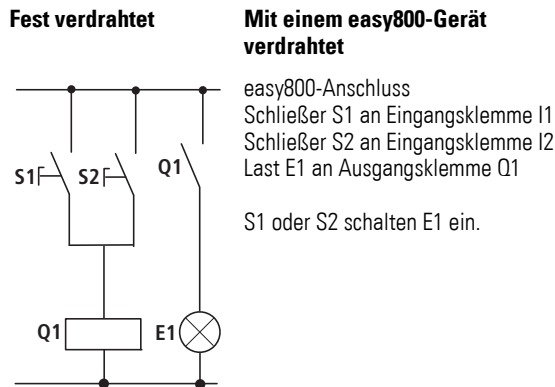 Fest verdrahtet
Mit einem easy800-Gerät
verdrahtet
easy800-Anschluss
Schließer S1 an Eingangsklemme I1
Schließer S2 an Eingangsklemme I2
Last E1 an Ausgangsklemme Q1
S1 oder S2 schalten E1 ein.
S1
S2
Q1
Q1
E1